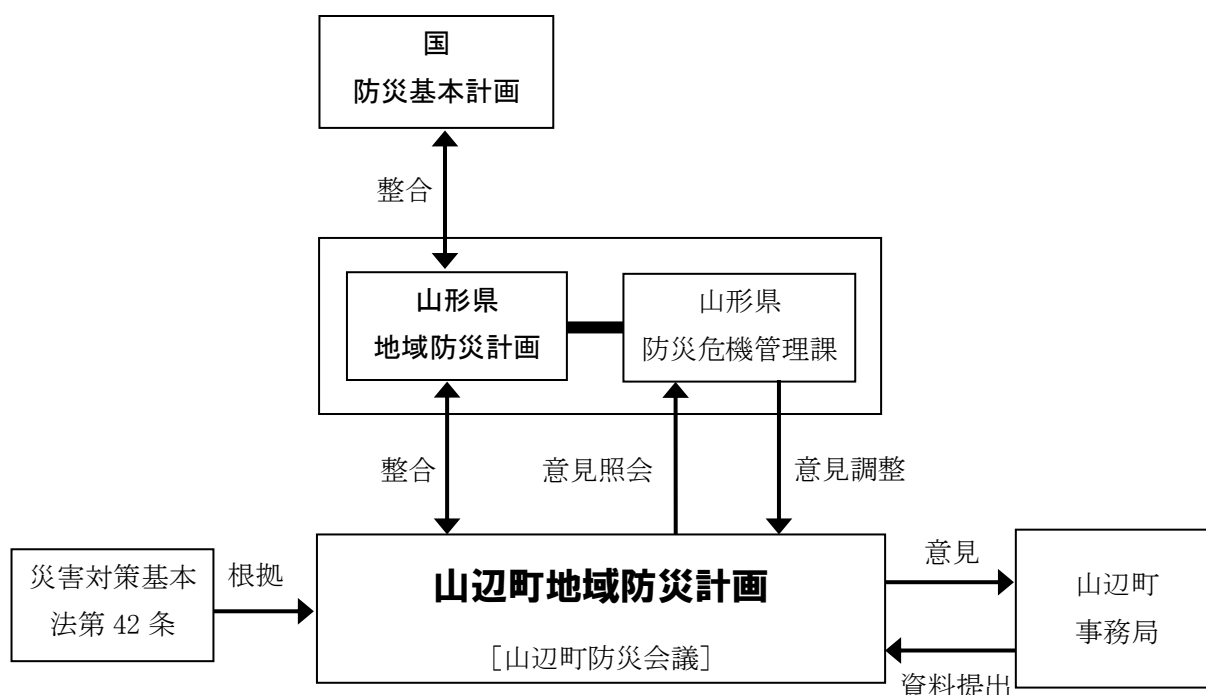 国
防災基本計画
整合
山形県
地域防災計画
山形県
防災危機管理課
整合
意見照会
意見調整
災害対策基本
法第 42 条
根拠
山辺町地域防災計画
[山辺町防災会議]
意見
山辺町
事務局
資料提出